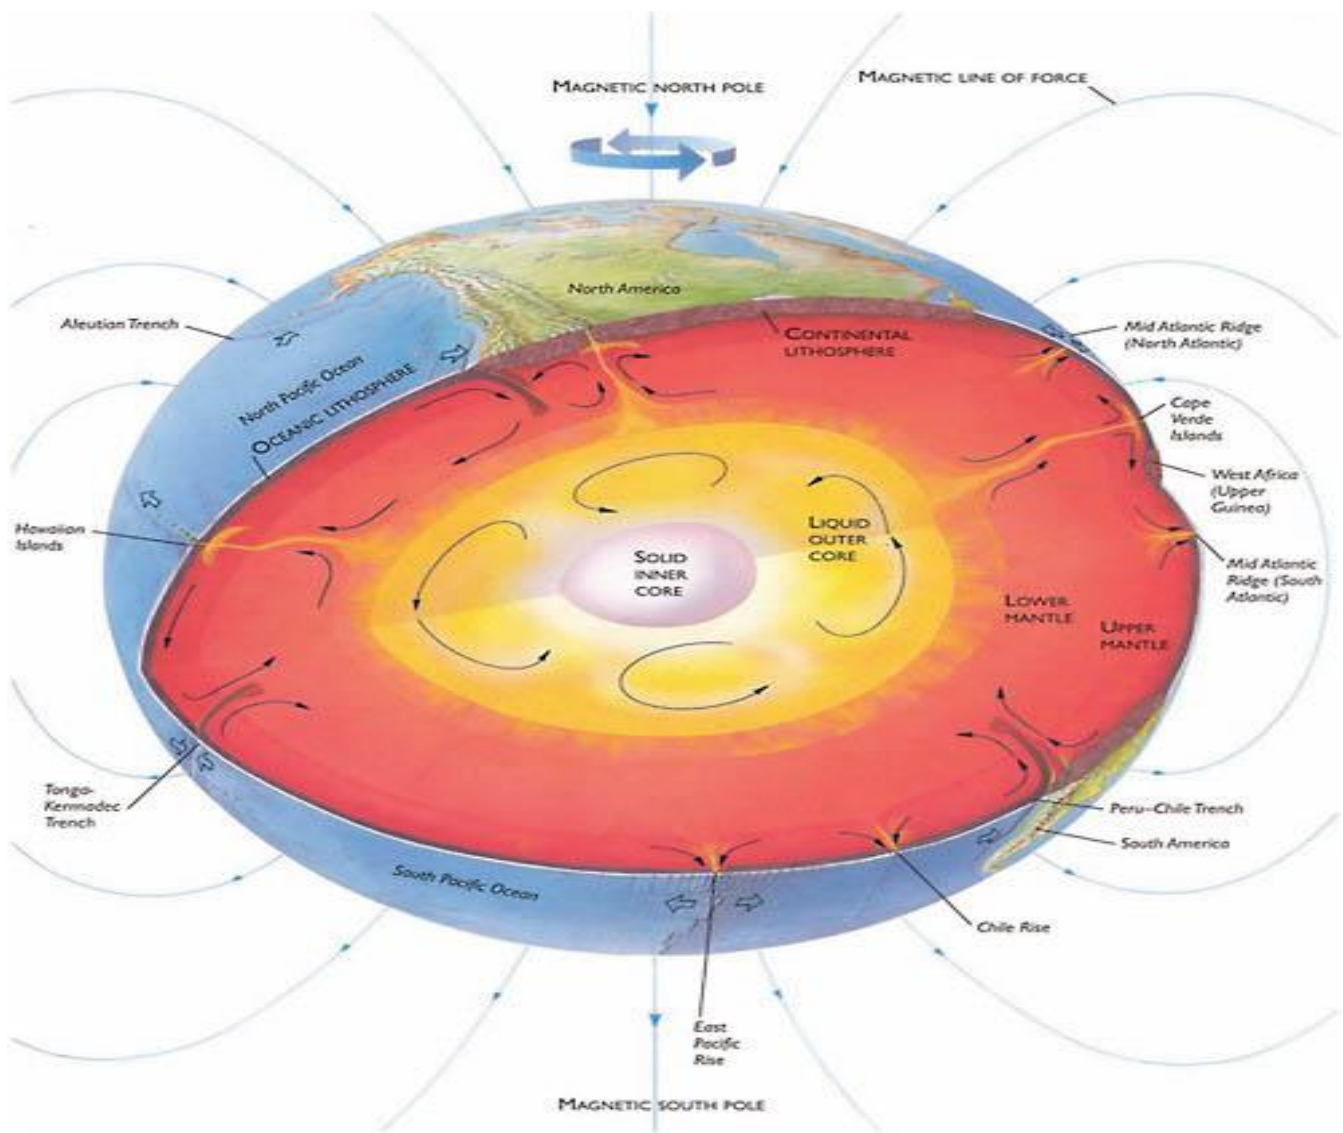 MAGNETIC NORTH POLE
MAGNETIC LINE OF FORCE
North America
Aleutian Trench
CONTINENTAL
LITHOSPHERE
Mid Atlantic Ridge
(North Atlantic)
North Pacific Ocean
OCEANIC LITHOSPHERE
Cape
Verde
Islands
West Africa
(Upper
Guinea)
Hawaiian
Islands
LIQUID
OUTER
CORE
SOLID
INNER
CORE
Mid Atlantic
Ridge (South
Atlantic)
LOWER
MANTLE
UPPER
MANTLE
Tonga-
Kermadec
Trench
Peru–Chile Trench
South America
South Pacific Ocean
Chile Rise
East
Pacific
Rise
MAGNETIC SOUTH POLE